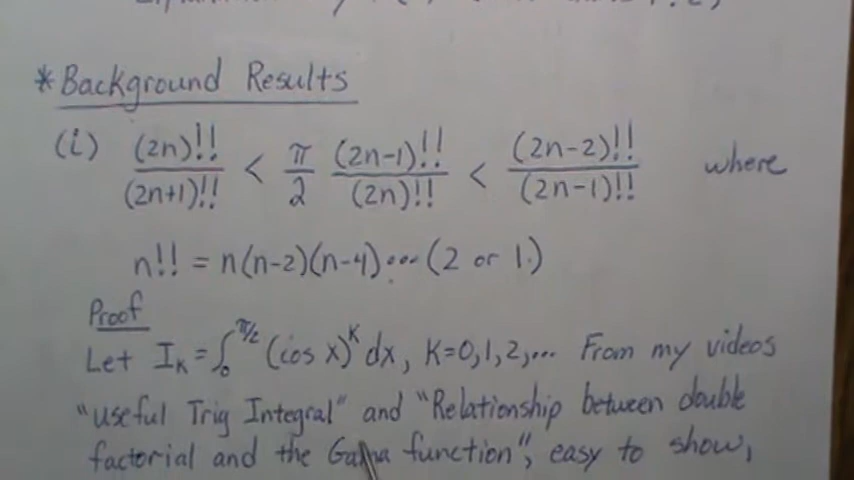 * Background Results
(i) (2n)!!/(2n+1)!! < π/2 (2n-1)!!/(2n)!! < (2n-2)!!/(2n-1)!! where
n!! = n(n-2)(n-4)...(2 or 1)
Proof
Let I_K = ∫_0^{π/2} (cos x)^K dx, K=0,1,2,... From my videos
"useful Trig Integral" and "Relationship between double
factorial and the function", easy to show,